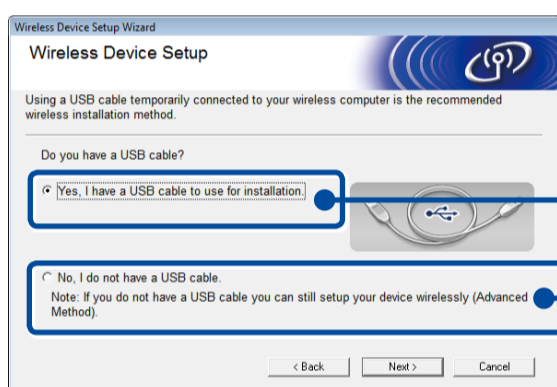 Wireless Device Setup Wizard
Wireless Device Setup
Using a USB cable temporarily connected to your wireless computer is the recommended
wireless installation method.
Do you have a USB cable?
Yes, I have a USB cable to use for installation.
No, I do not have a USB cable.
Note: If you do not have a USB cable you can still setup your device wirelessly (Advanced
Method).
< Back
Next >
Cancel